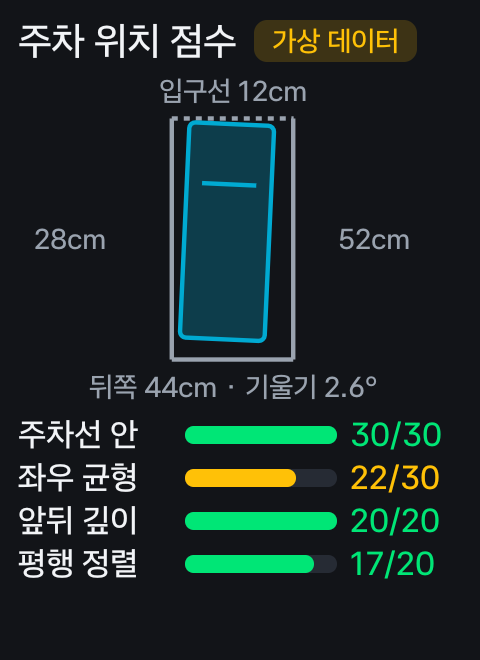 주차 위치 점수 가상 데이터
입구선 12cm
28cm 52cm
뒤쪽 44cm · 기울기 2.6°
주차선 안 30/30
좌우 균형 22/30
앞뒤 깊이 20/20
평행 정렬 17/20